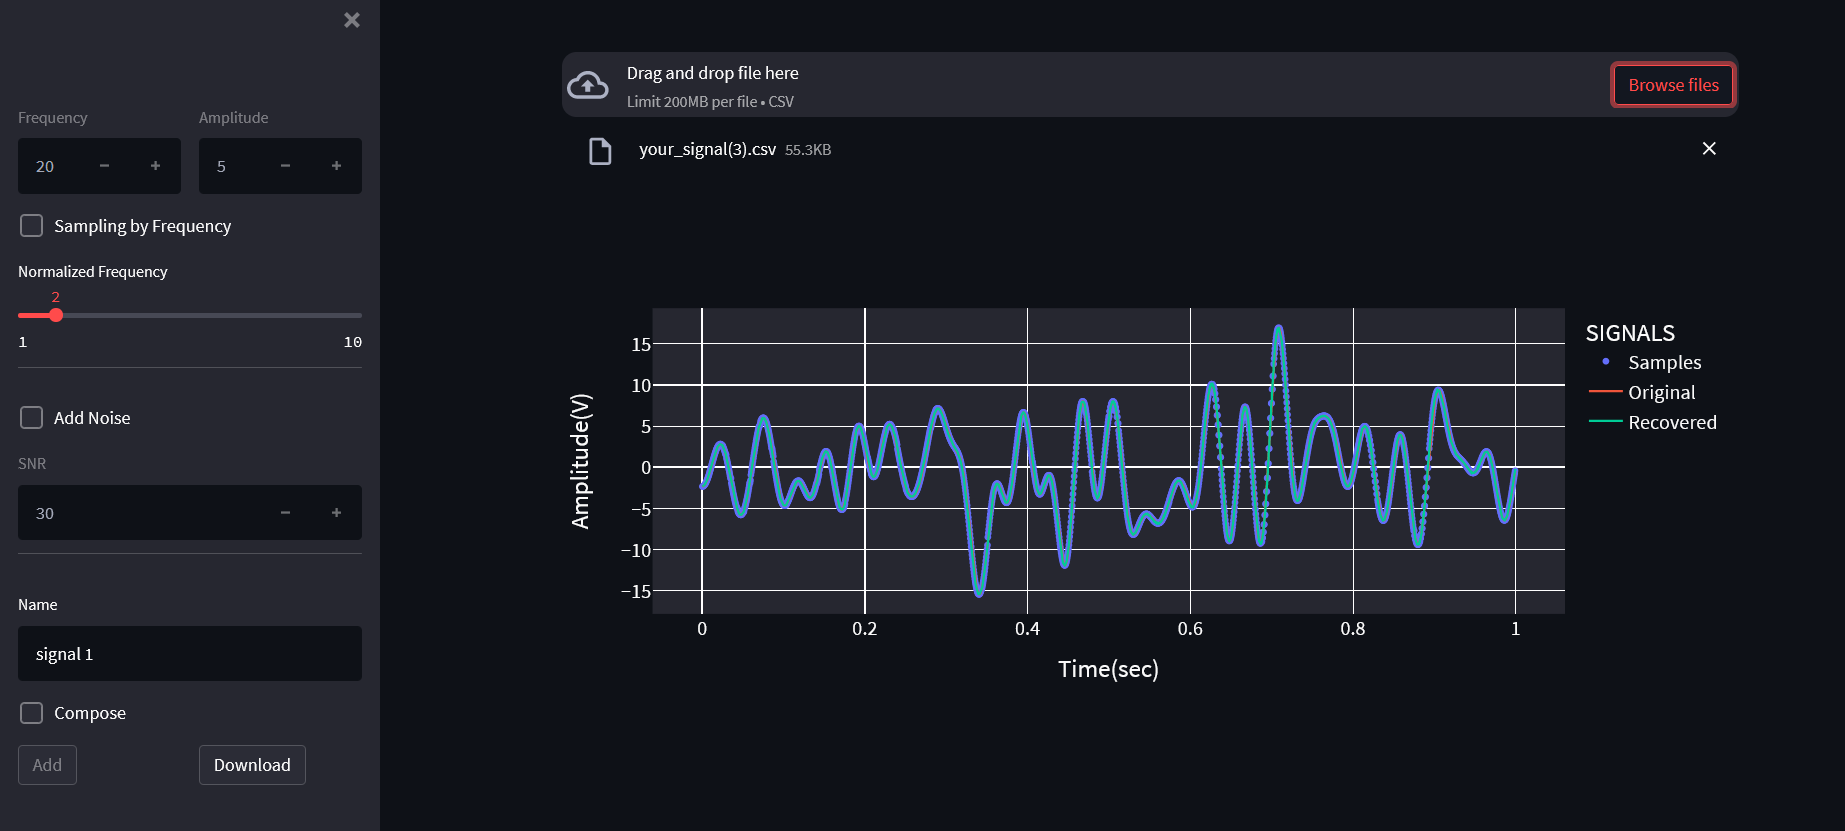 Frequency Amplitude
20 − + 5 − +
Sampling by Frequency
Normalized Frequency
2
1 10
Add Noise
SNR
30 − +
Name
signal 1
Compose
Add Download
Drag and drop file here
Limit 200MB per file • CSV
Browse files
your_signal(3).csv 55.3KB
Amplitude(V)
15
10
5
0
−5
−10
−15
0 0.2 0.4 0.6 0.8 1
Time(sec)
SIGNALS
Samples
Original
Recovered